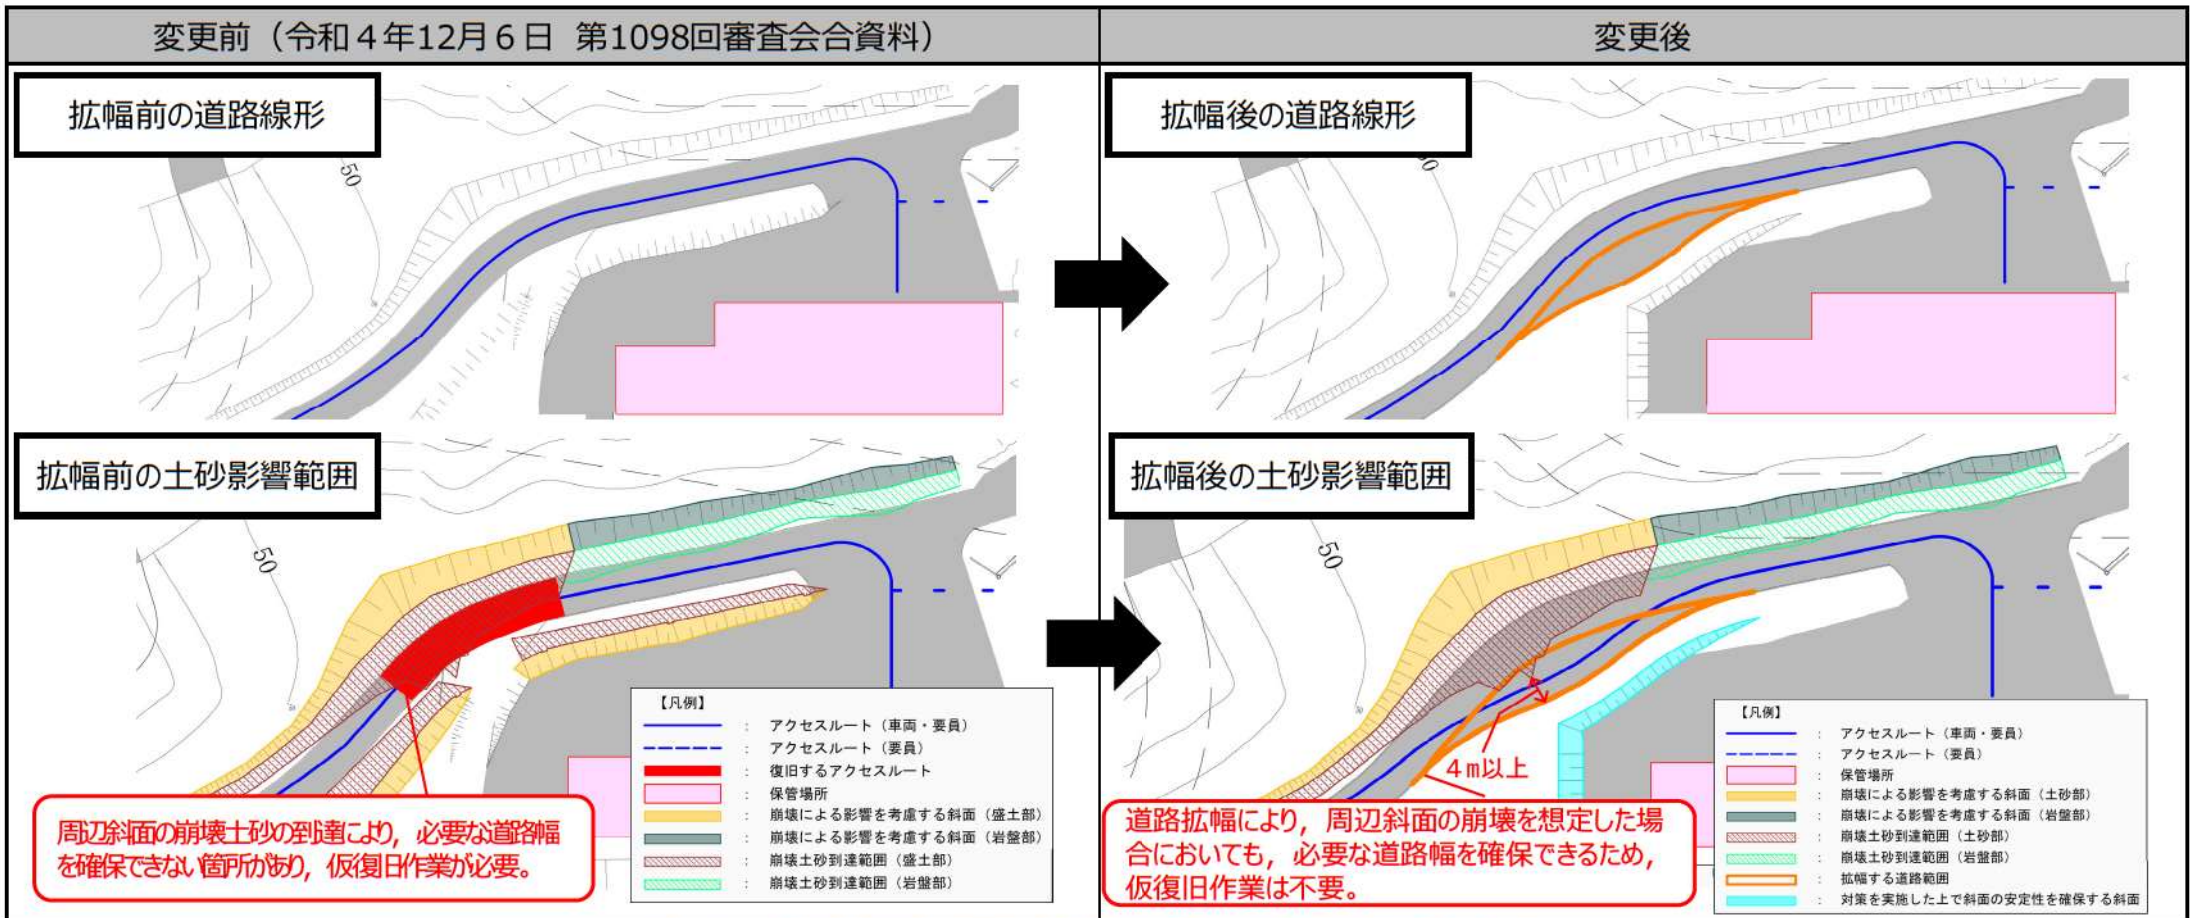 変更前（令和４年12月６日 第1098回審査会合資料）
変更後
拡幅前の道路線形
50
拡幅後の道路線形
拡幅前の土砂影響範囲
50
【凡例】
： アクセスルート（車両・要員）
： アクセスルート（要員）
： 復旧するアクセスルート
： 保管場所
： 崩壊による影響を考慮する斜面（盛土部）
： 崩壊による影響を考慮する斜面（岩盤部）
： 崩壊土砂到達範囲（盛土部）
： 崩壊土砂到達範囲（岩盤部）
周辺斜面の崩壊土砂の到達により，必要な道路幅
を確保できない箇所があり，仮復旧作業が必要。
拡幅後の土砂影響範囲
50
４ｍ以上
【凡例】
： アクセスルート（車両・要員）
： アクセスルート（要員）
： 保管場所
： 崩壊による影響を考慮する斜面（土砂部）
： 崩壊による影響を考慮する斜面（岩盤部）
： 崩壊土砂到達範囲（土砂部）
： 崩壊土砂到達範囲（岩盤部）
： 拡幅する道路範囲
： 対策を実施した上で斜面の安定性を確保する斜面
道路拡幅により，周辺斜面の崩壊を想定した場
合においても，必要な道路幅を確保できるため，
仮復旧作業は不要。